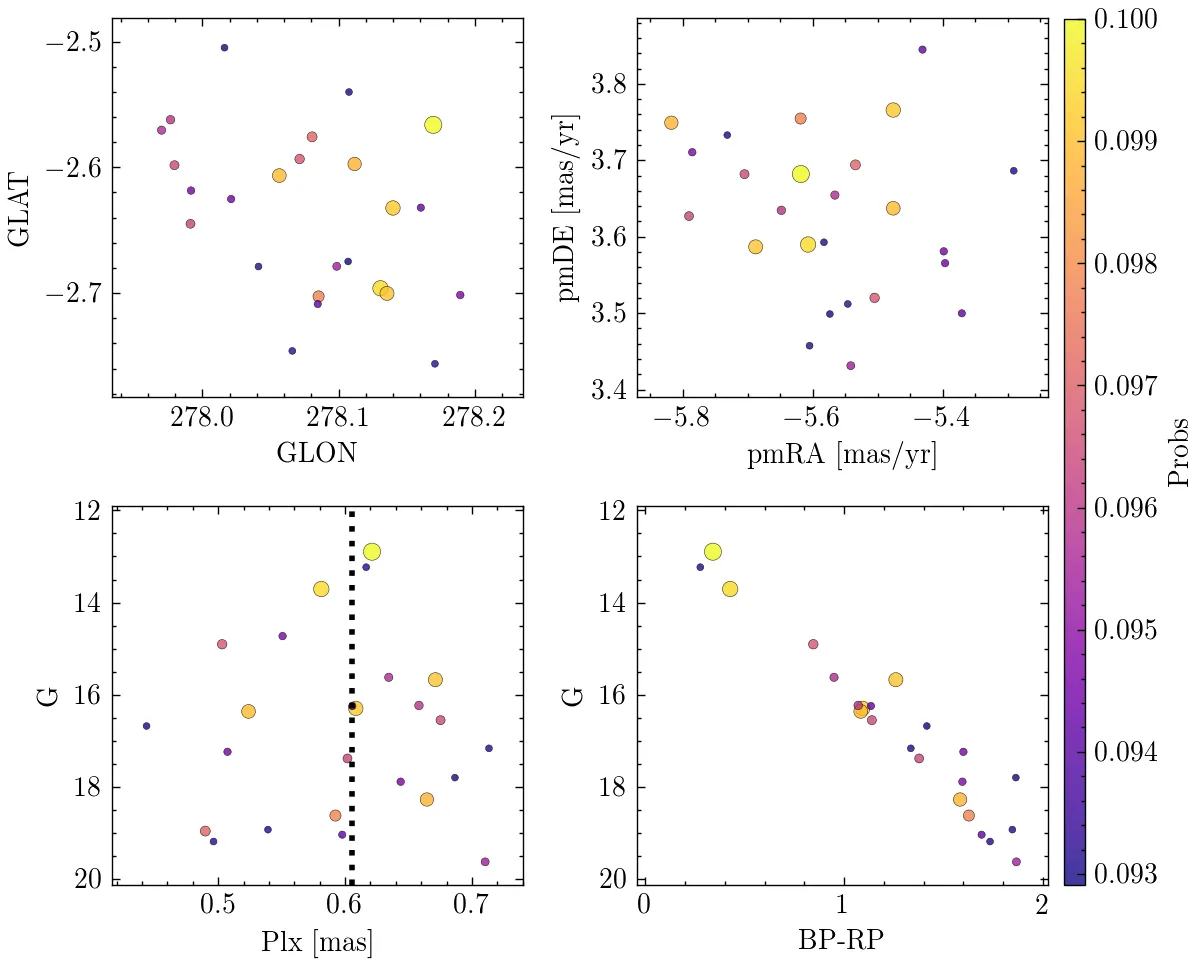 −2.5
−2.6
−2.7
GLAT
278.0 278.1 278.2
GLON
3.8
3.7
3.6
3.5
3.4
pmDE [mas/yr]
−5.8 −5.6 −5.4
pmRA [mas/yr]
0.100
0.099
0.098
0.097
0.096
0.095
0.094
0.093
Probs
12
14
16
18
20
G
0.5 0.6 0.7
Plx [mas]
12
14
16
18
20
G
0 1 2
BP-RP